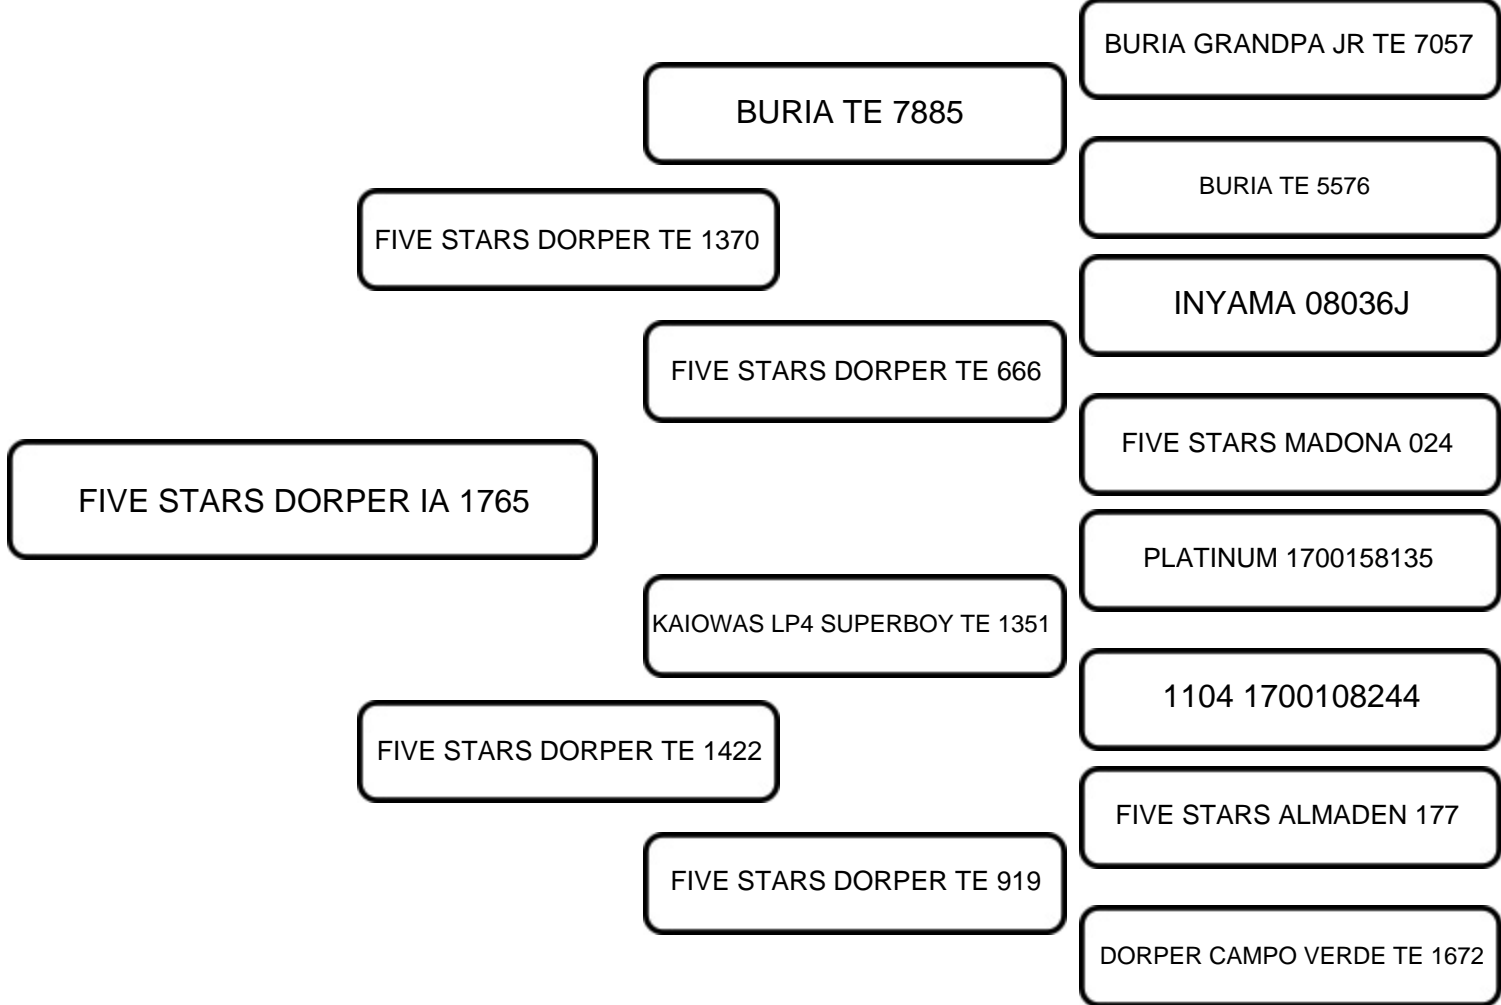 BURIA GRANDPA JR TE 7057
BURIA TE 7885
BURIA TE 5576
FIVE STARS DORPER TE 1370
INYAMA 08036J
FIVE STARS DORPER TE 666
FIVE STARS MADONA 024
FIVE STARS DORPER IA 1765
PLATINUM 1700158135
KAIOWAS LP4 SUPERBOY TE 1351
1104 1700108244
FIVE STARS DORPER TE 1422
FIVE STARS ALMADEN 177
FIVE STARS DORPER TE 919
DORPER CAMPO VERDE TE 1672